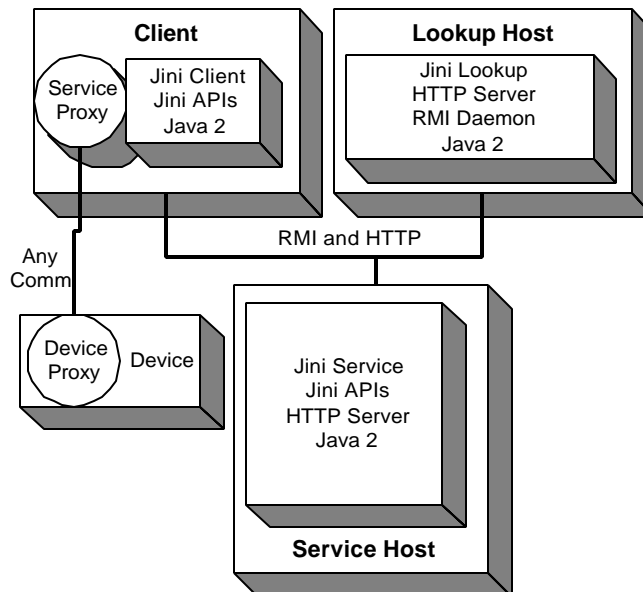 Client
Service
Proxy
Jini Client
Jini APIs
Java 2
Lookup Host
Jini Lookup
HTTP Server
RMI Daemon
Java 2
RMI and HTTP
Any
Comm
Device
Proxy
Device
Jini Service
Jini APIs
HTTP Server
Java 2
Service Host